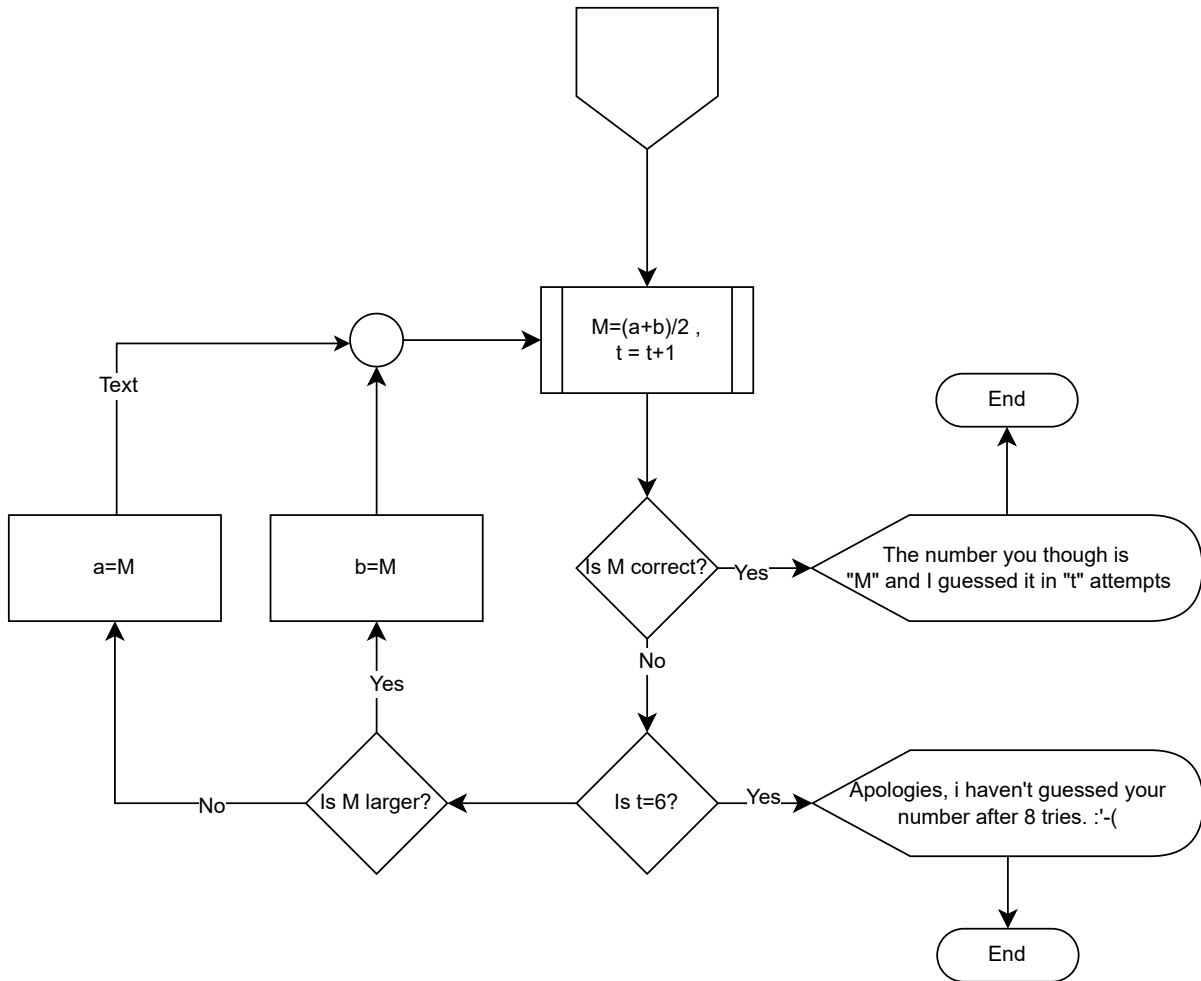 M=(a+b)/2 ,
t = t+1
Text
End
a=M
b=M
Is M correct?
Yes
The number you though is
"M" and I guessed it in "t" attempts
No
Yes
Is M larger?
No
Is t=6?
Yes
Apologies, i haven't guessed your
number after 8 tries. :'-(
End